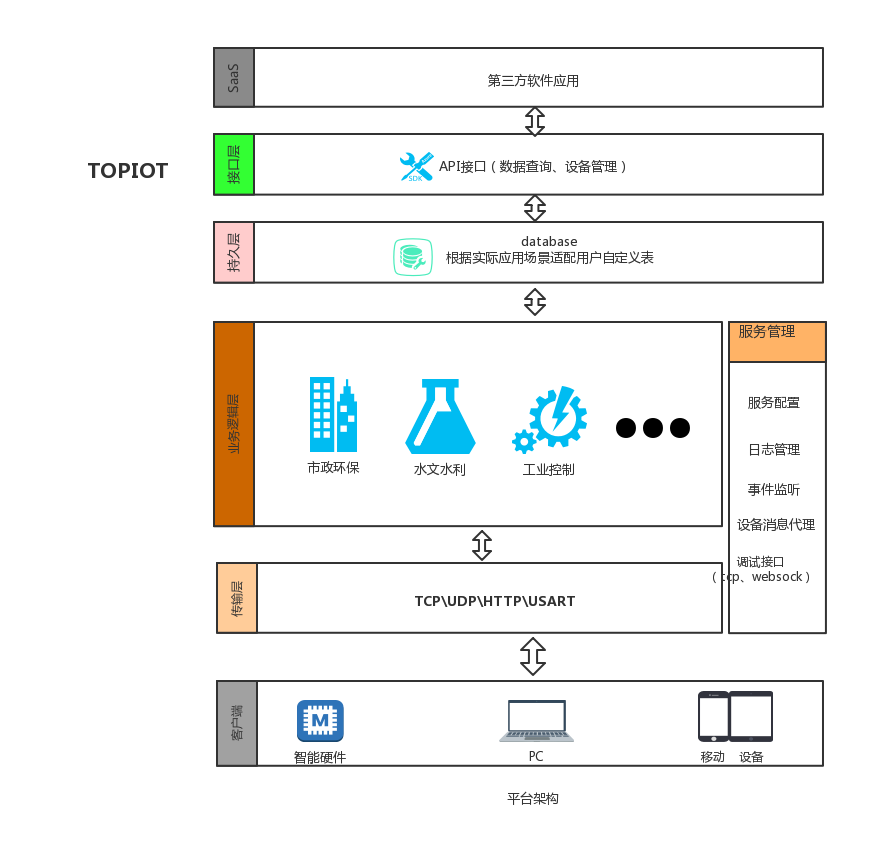 SaaS
第三方软件应用
TOPIOT
接口层
SDK
API接口（数据查询、设备管理）
持久层
database
根据实际应用场景适配用户自定义表
业务逻辑层
市政环保
水文水利
工业控制
服务管理
服务配置
日志管理
事件监听
设备消息代理
调试接口
（tcp、websock）
传输层
TCP\UDP\HTTP\USART
客户端
M
智能硬件
PC
移动 设备
平台架构